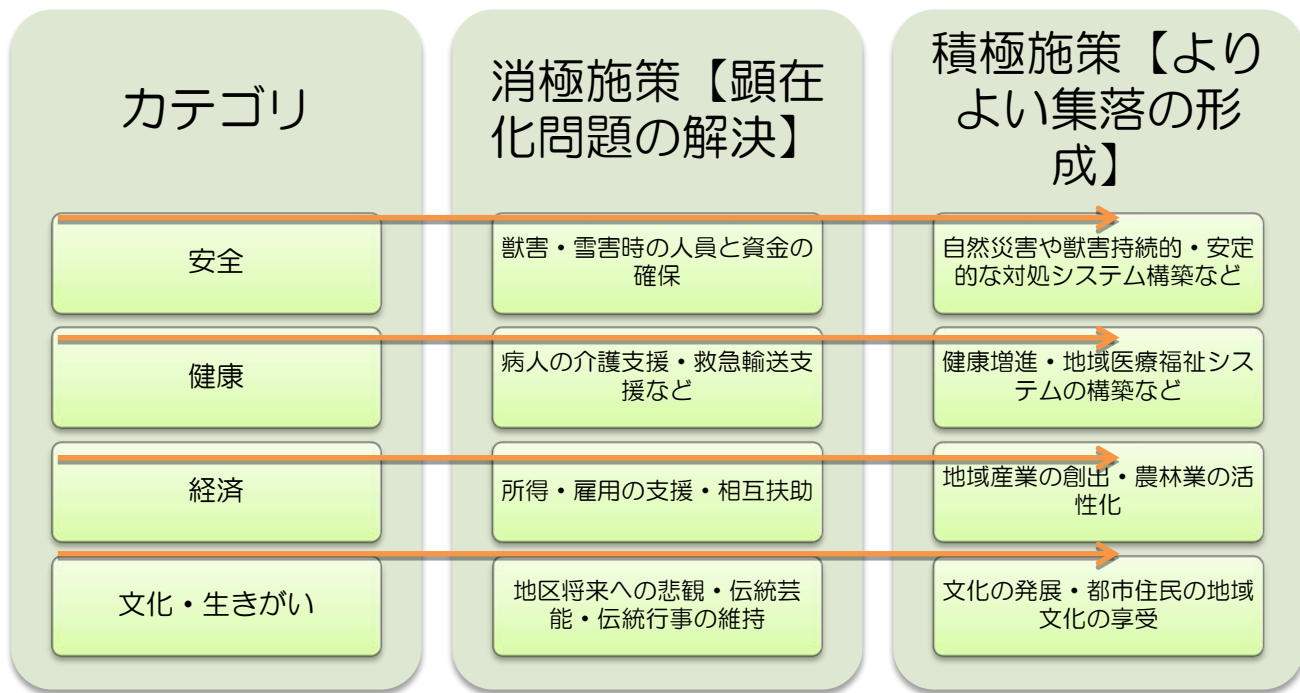 カテゴリ
消極施策【顕在
化問題の解決】
積極施策【より
よい集落の形
成】
安全
獣害・雪害時の人員と資金の
確保
自然災害や獣害持続的・安定
的な対処システム構築など
健康
病人の介護支援・救急輸送支
援など
健康増進・地域医療福祉シス
テムの構築など
経済
所得・雇用の支援・相互扶助
地域産業の創出・農林業の活
性化
文化・生きがい
地区将来への悲観・伝統芸
能・伝統行事の維持
文化の発展・都市住民の地域
文化の享受